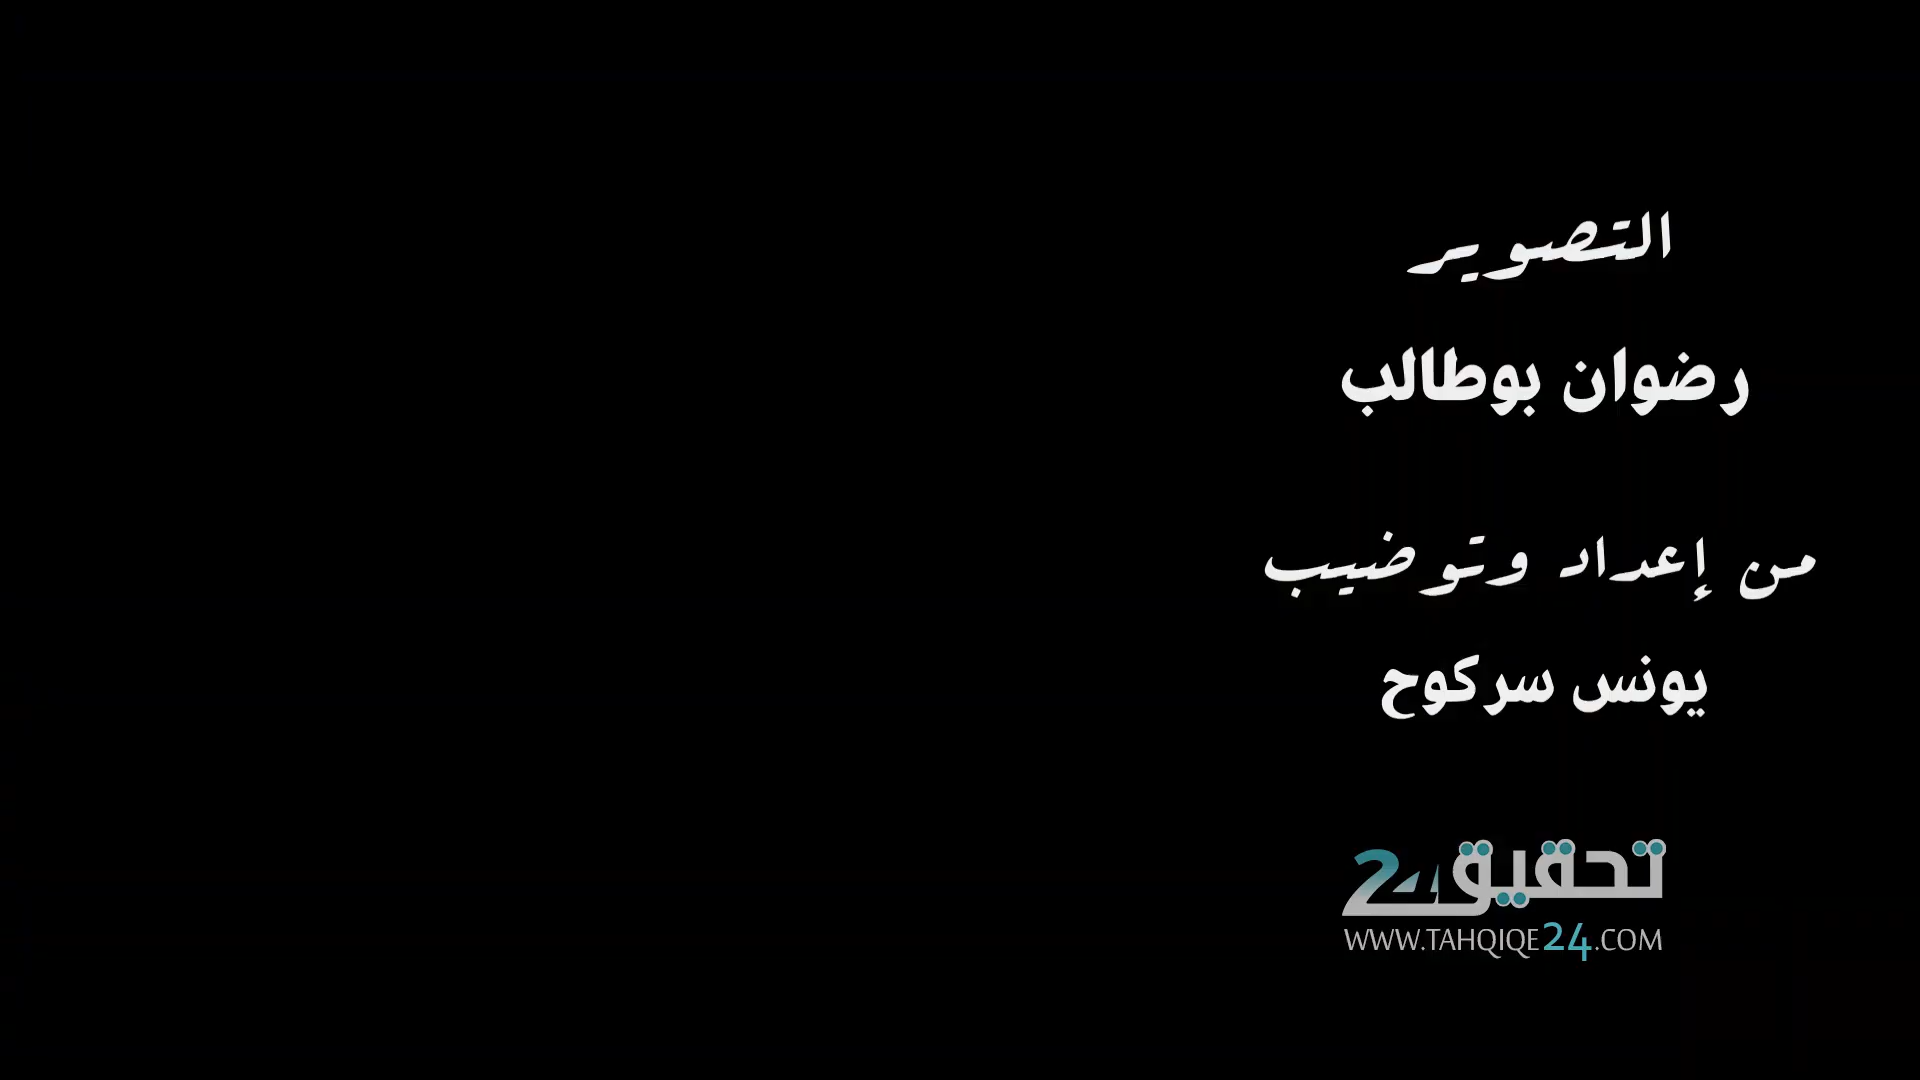 التصوير
رضوان بوطالب
من إعداد وتوضيب
يونس سركوح
تحقيق24
WWW.TAHQIQE24.COM